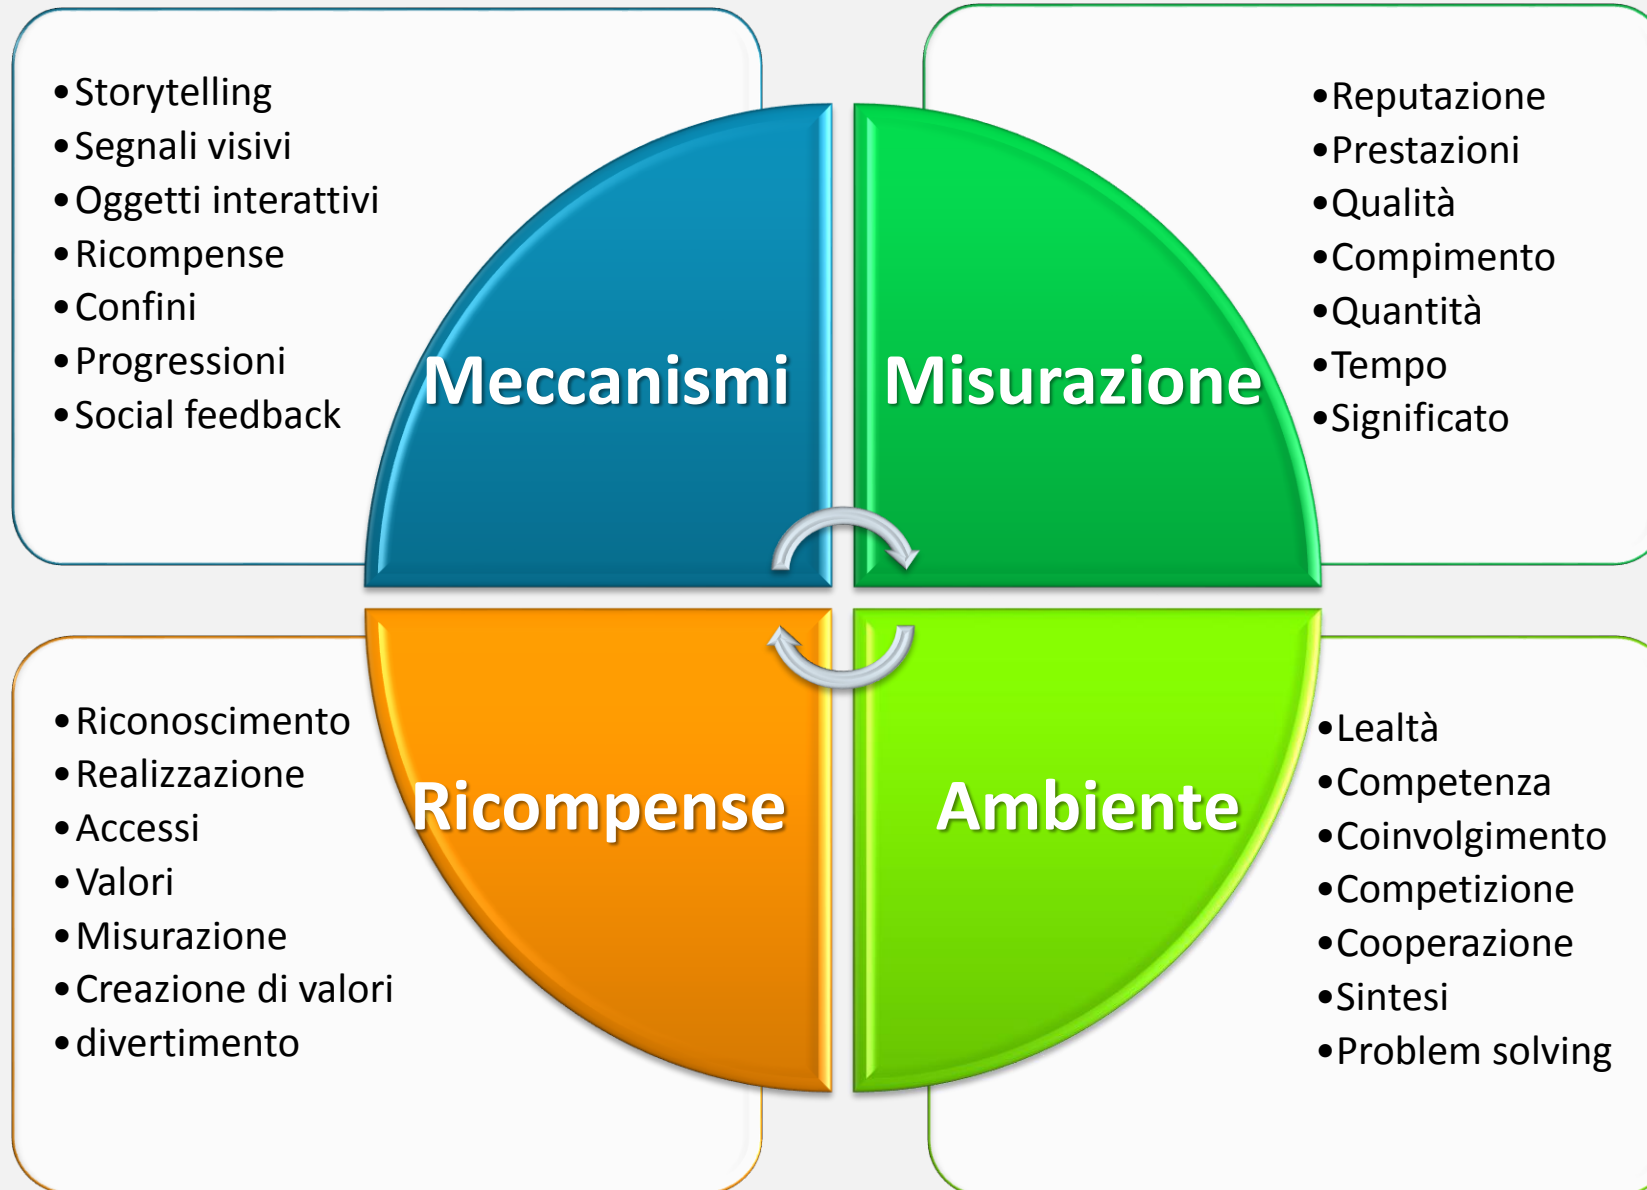 •Storytelling
•Segnali visivi
•Oggetti interattivi
•Ricompense
•Confini
•Progressioni
•Social feedback
Meccanismi
Misurazione
•Reputazione
•Prestazioni
•Qualità
•Compimento
•Quantità
•Tempo
•Significato
•Riconoscimento
•Realizzazione
•Accessi
•Valori
•Misurazione
•Creazione di valori
•divertimento
Ricompense
Ambiente
•Lealtà
•Competenza
•Coinvolgimento
•Competizione
•Cooperazione
•Sintesi
•Problem solving